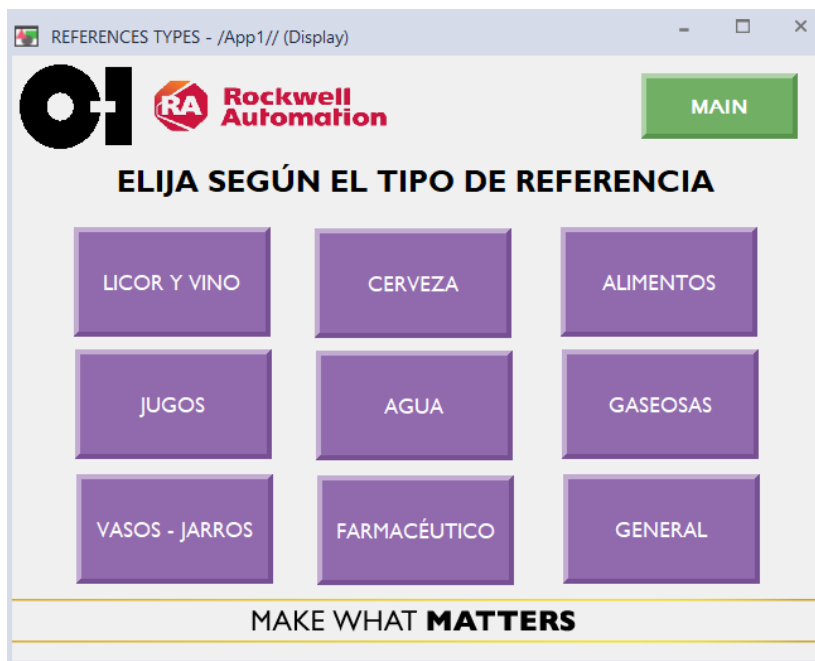 REFERENCES TYPES - /App1// (Display)
O-I
RA
Rockwell
Automation
MAIN
ELIJA SEGÚN EL TIPO DE REFERENCIA
LICOR Y VINO
CERVEZA
ALIMENTOS
JUGOS
AGUA
GASEOSAS
VASOS - JARROS
FARMACÉUTICO
GENERAL
MAKE WHAT MATTERS